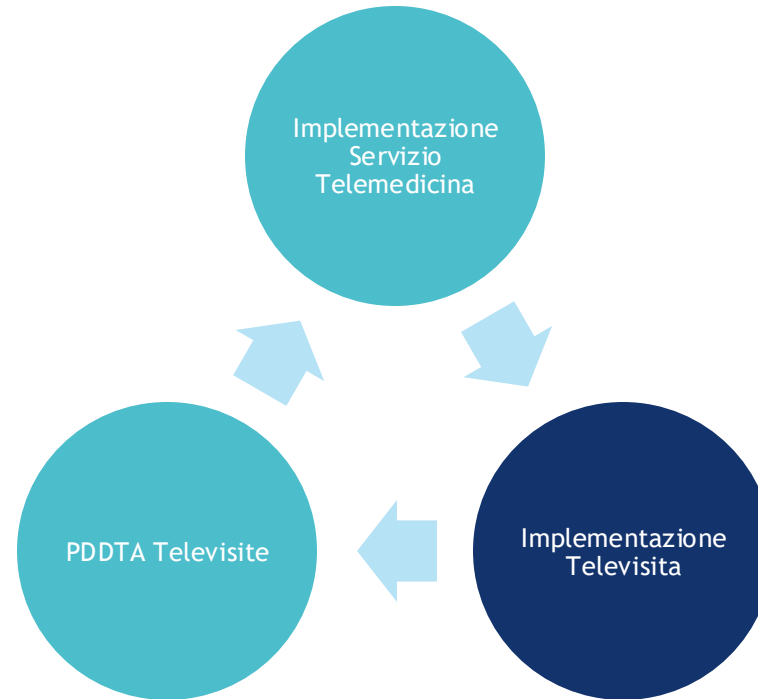 Implementazione
Servizio
Telemedicina
PDDTA Televisite
Implementazione
Televisita